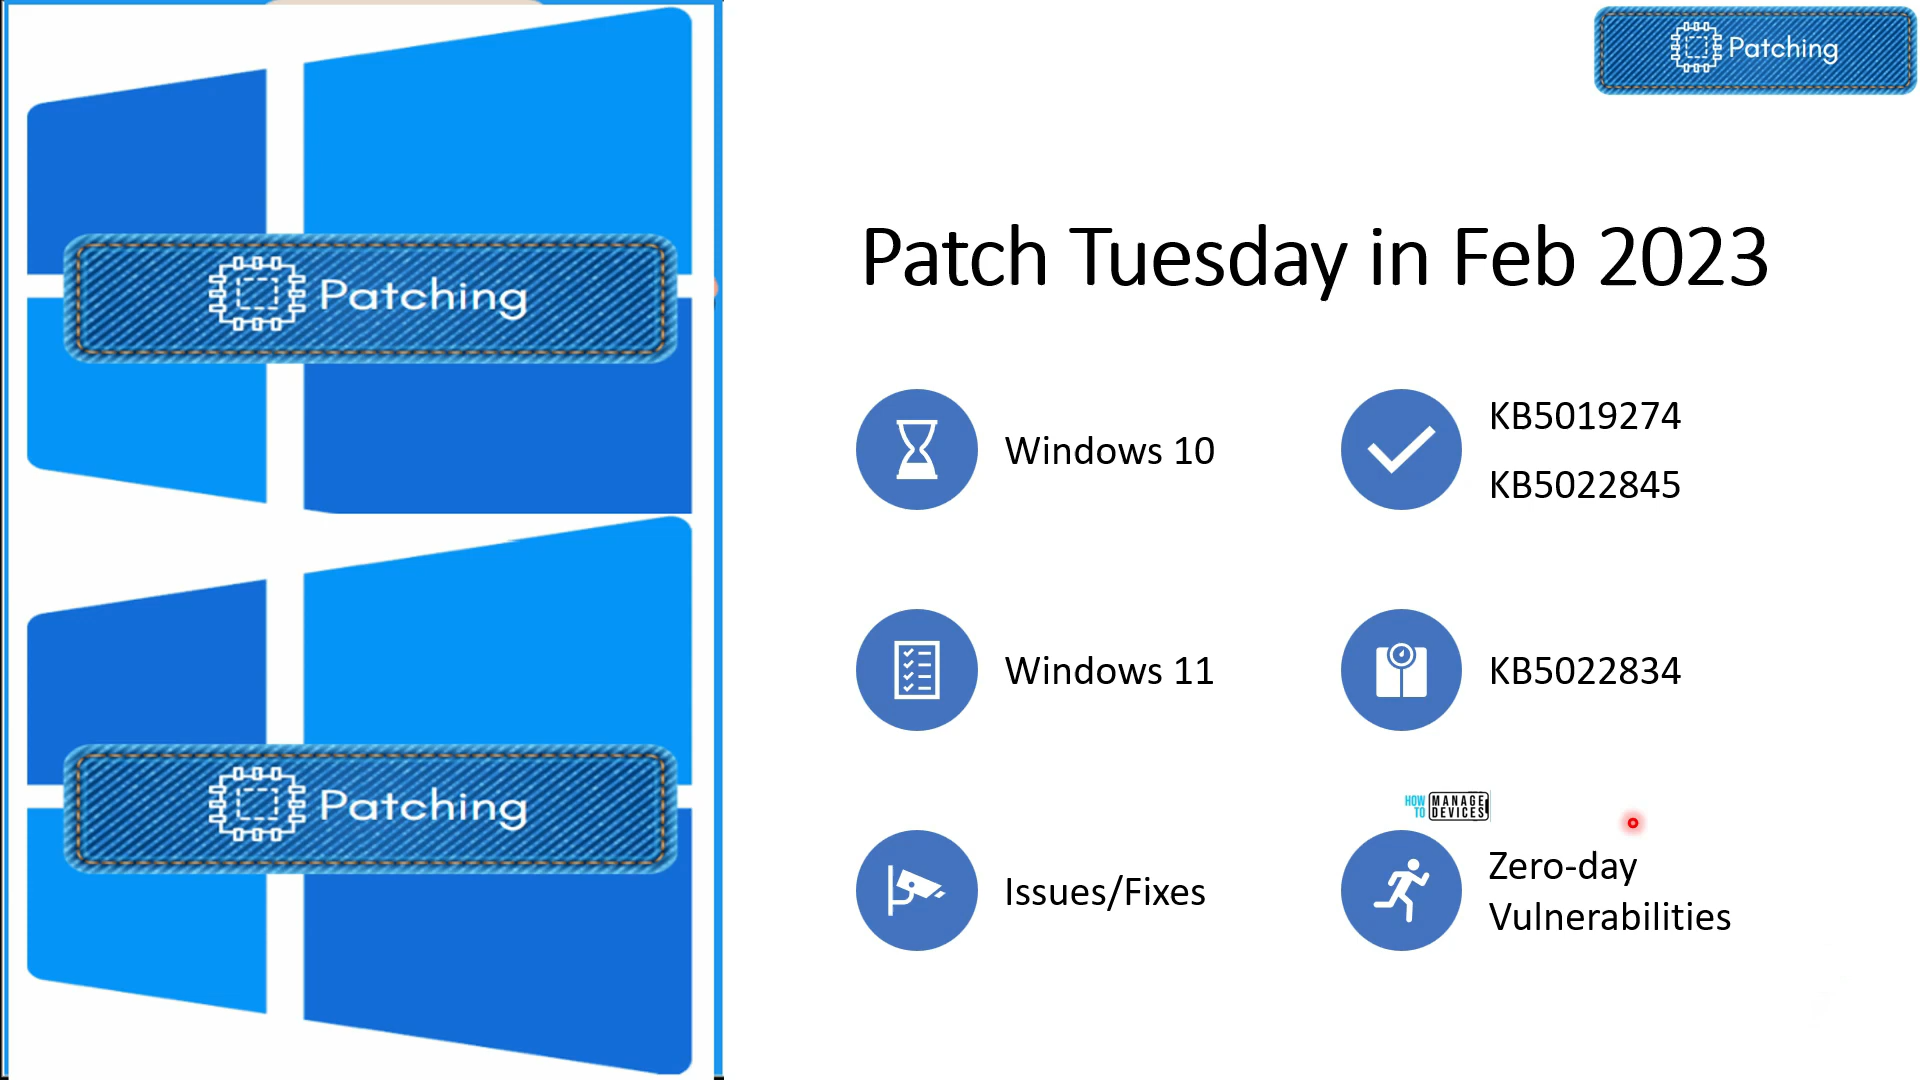 Patching
Patching
Patching
Patch Tuesday in Feb 2023
Windows 10
KB5019274
KB5022845
Windows 11
KB5022834
HOW TO MANAGE DEVICES
Issues/Fixes
Zero-day
Vulnerabilities